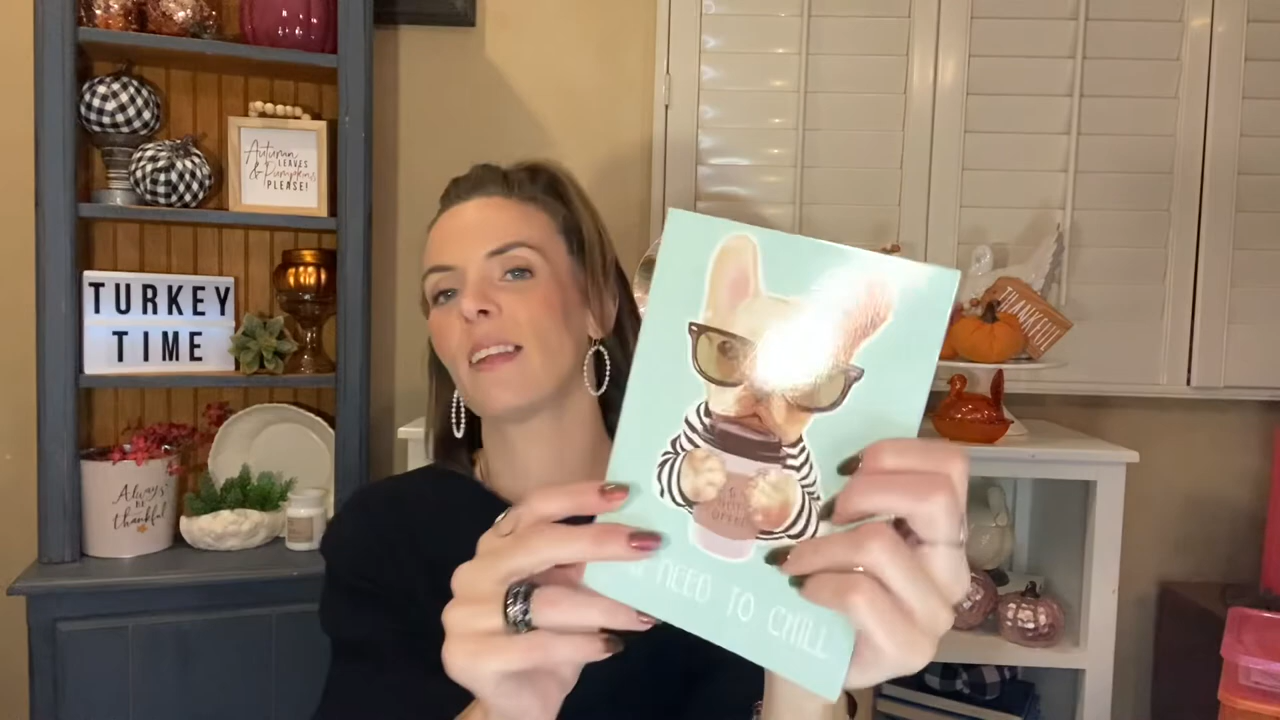 Autumn
LEAVES
& Pumpkins
PLEASE!
TURKEY
TIME
Always
BE
thankful
THANKFUL
NEED TO CHILL